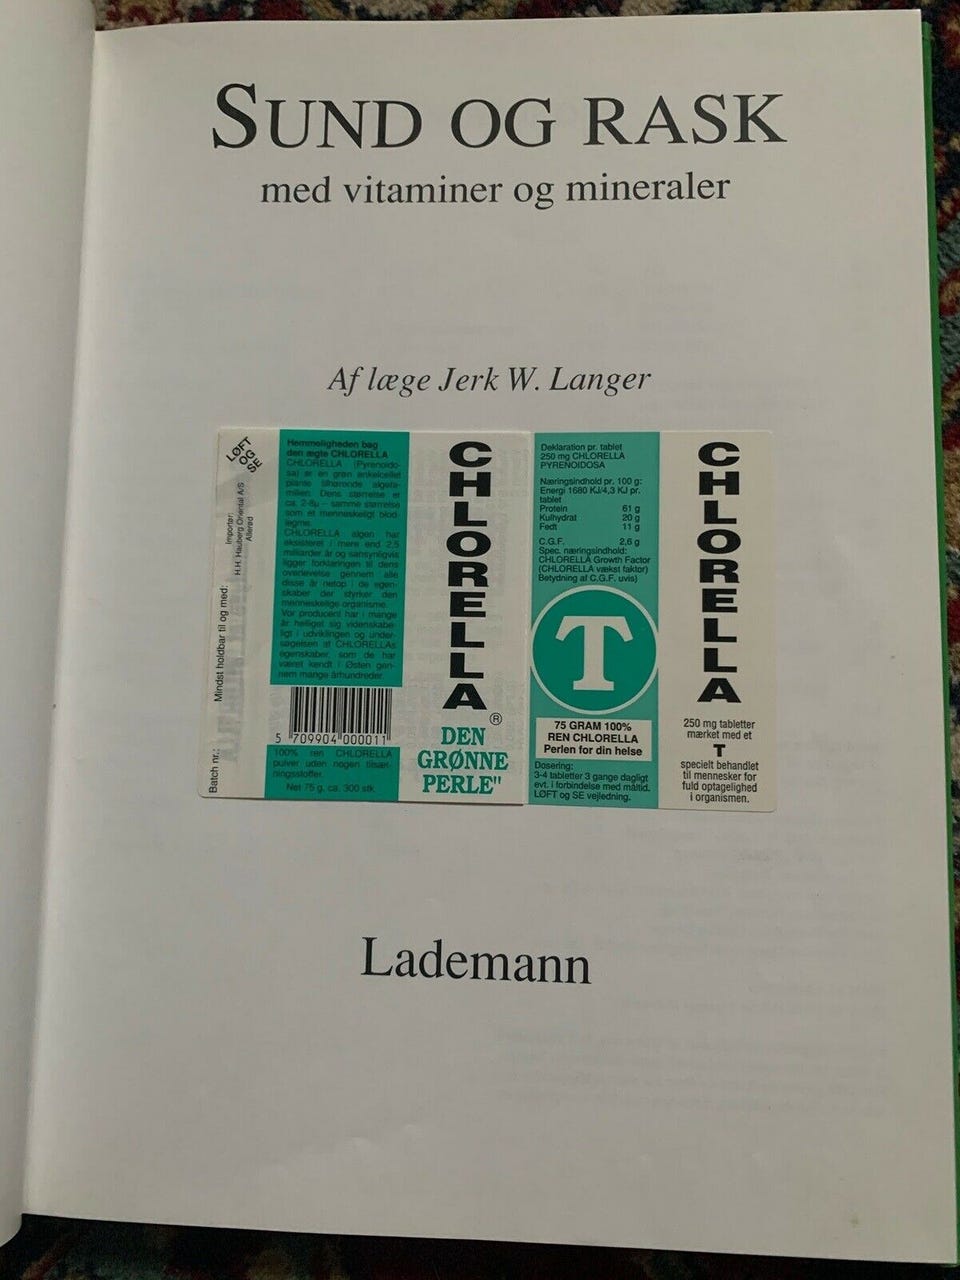 SUND OG RASK
med vitaminer og mineraler
Af læge Jerk W. Langer
LØFT
OG
SE
Importør:
H.H. Hauberg Oriental A/S
Allerød
Mindst holdbar til og med:
Batch nr.:
Hemmeligheden bag
den ægte CHLORELLA
CHLORELLA (Pyrenoido-
sa) er en grøn enkelcellet
plante tilhørende algefa-
milien. Dens størrelse er
ca. 2-8µ – samme størrelse
som et menneskeligt blod-
legme.
CHLORELLA algen har
eksisteret i mere end 2,5
milliarder år og sansynligvis
ligger forklaringen til dens
overlevelse gennem alle
disse år netop i de egen-
skaber der styrker den
menneskelige organisme.
Vor producent har i mange
år helliget sig videnskabe-
ligt i udviklingen og under-
søgelsen af CHLORELLAs
egenskaber, som de har
været kendt i Østen gen-
nem mange århundreder.
5 709904 000011
100% ren CHLORELLA
pulver uden nogen tilsæt-
ningsstoffer.
Net 75 g, ca. 300 stk.
CHLORELLA
®
DEN
GRØNNE
PERLE"
Deklaration pr. tablet
250 mg CHLORELLA
PYRENOIDOSA
Næringsindhold pr. 100 g:
Energi 1680 KJ/4,3 KJ pr.
tablet
Protein 61 g
Kulhydrat 20 g
Fedt 11 g
C.G.F. 2,6 g
Spec. næringsindhold:
CHLORELLA Growth Factor
(CHLORELLA vækst faktor)
Betydning af C.G.F. uvis)
T
75 GRAM 100%
REN CHLORELLA
Perlen for din helse
Dosering:
3-4 tabletter 3 gange dagligt
evt. i forbindelse med måltid.
LØFT og SE vejledning.
CHLORELLA
250 mg tabletter
mærket med et
T
specielt behandlet
til mennesker for
fuld optagelighed
i organismen.
Lademann